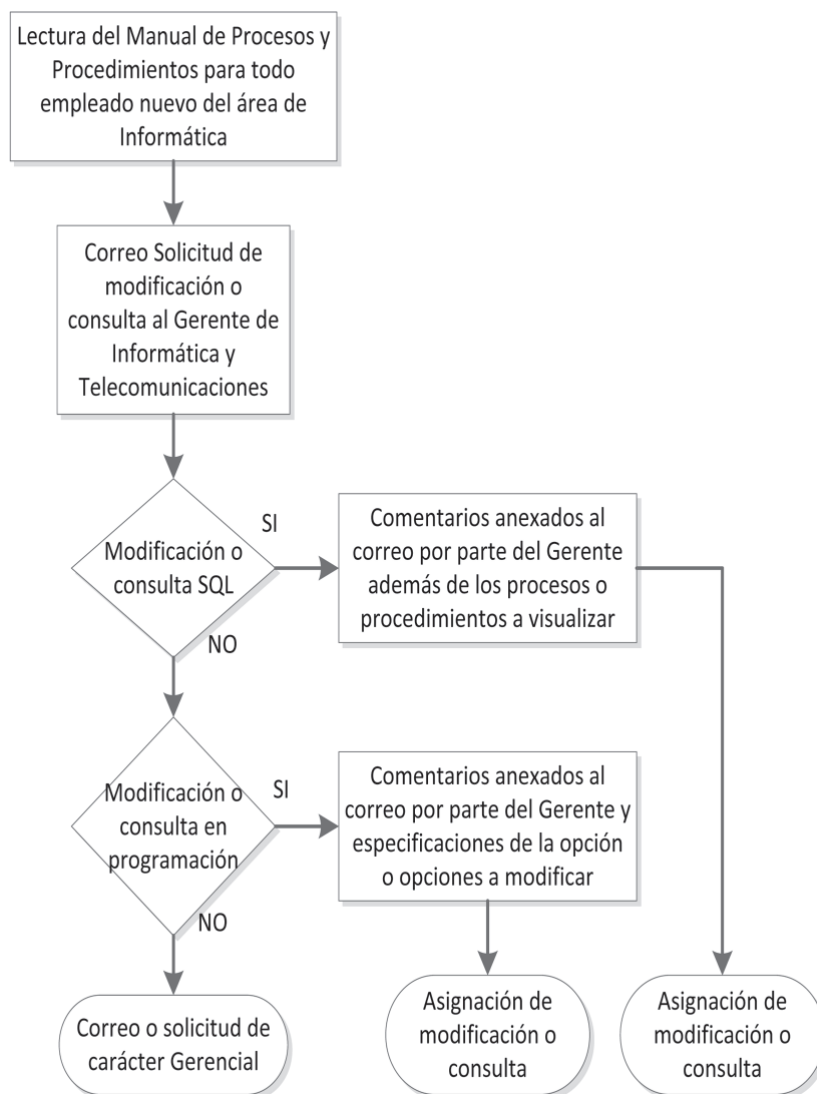 Lectura del Manual de Procesos y
Procedimientos para todo
empleado nuevo del área de
Informática
Correo Solicitud de
modificación o
consulta al Gerente de
Informática y
Telecomunicaciones
Modificación o
consulta SQL
SI
Comentarios anexados al
correo por parte del Gerente
además de los procesos o
procedimientos a visualizar
NO
Modificación o
consulta en
programación
SI
Comentarios anexados al
correo por parte del Gerente y
especificaciones de la opción
o opciones a modificar
NO
Correo o solicitud de
carácter Gerencial
Asignación de
modificación o
consulta
Asignación de
modificación o
consulta